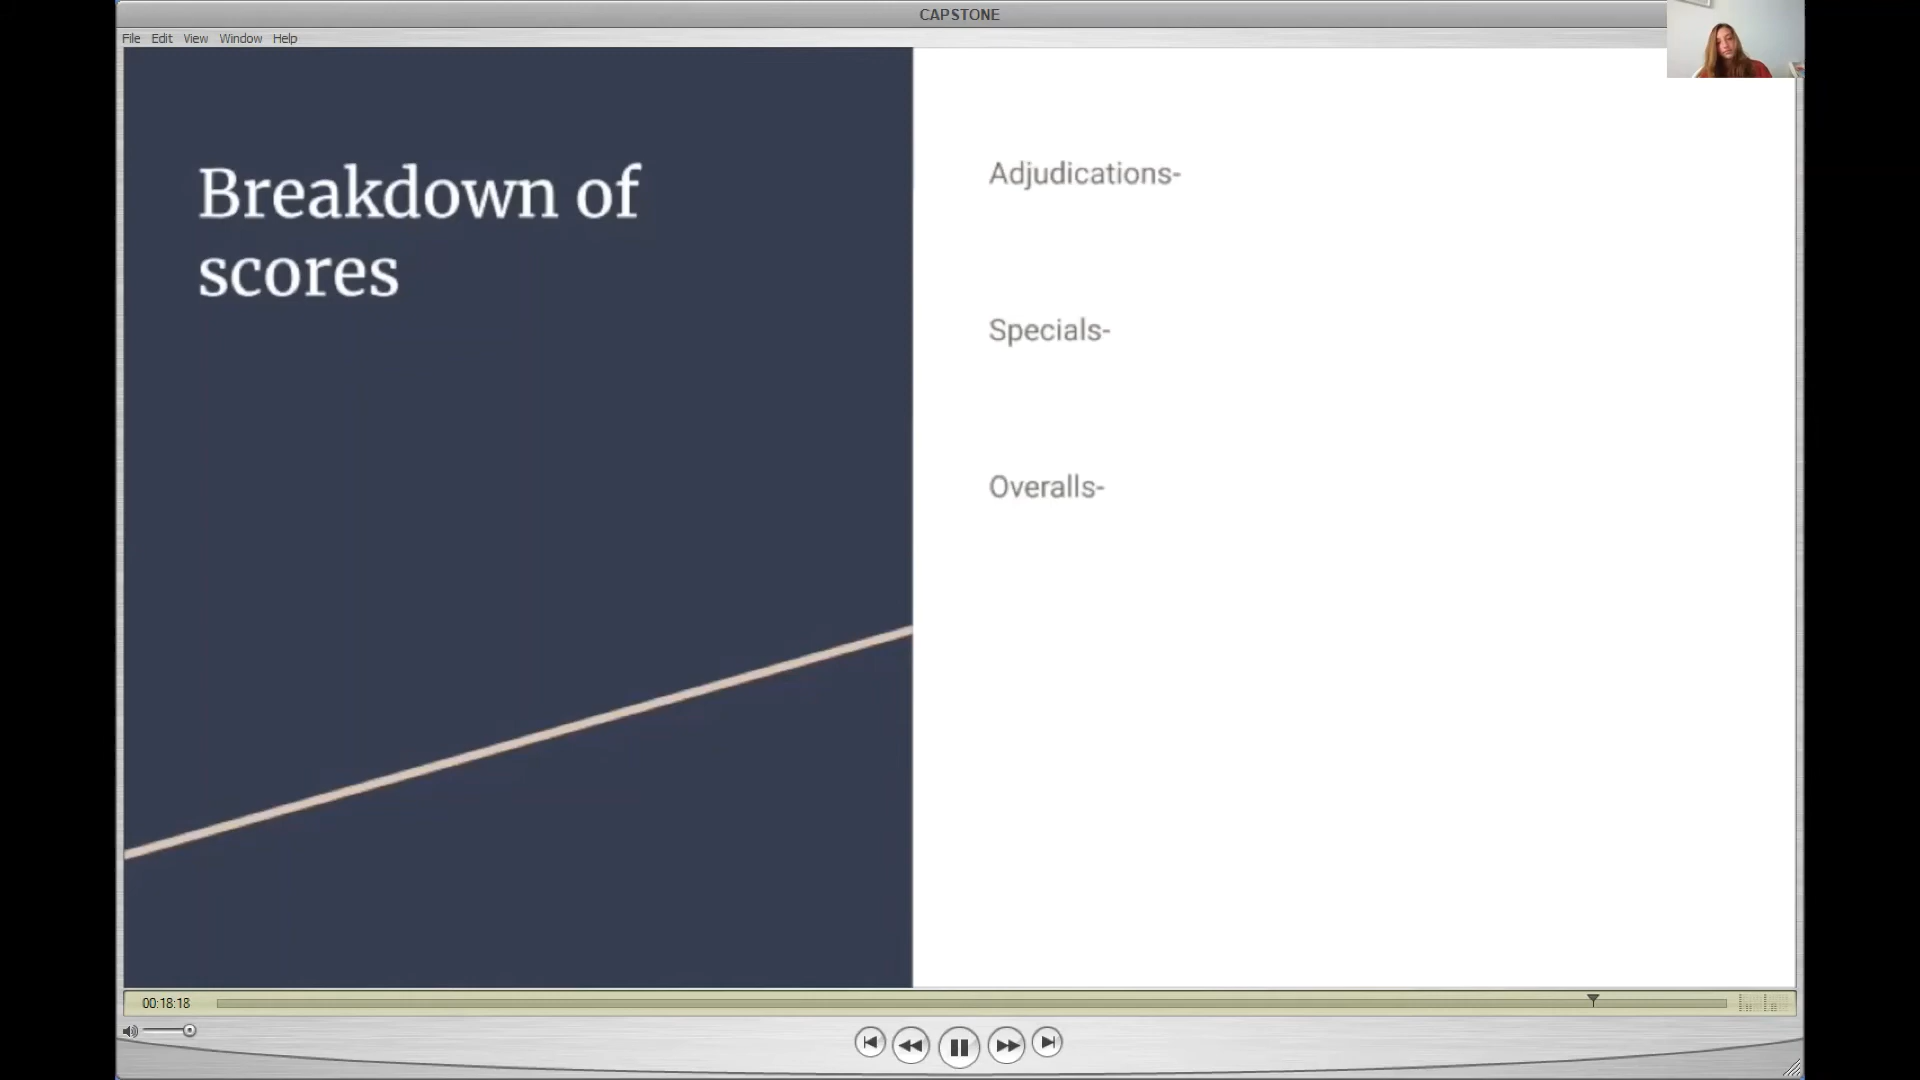 CAPSTONE
File Edit View Window Help
Breakdown of
scores
Adjudications-
Specials-
Overalls-
00:18:18